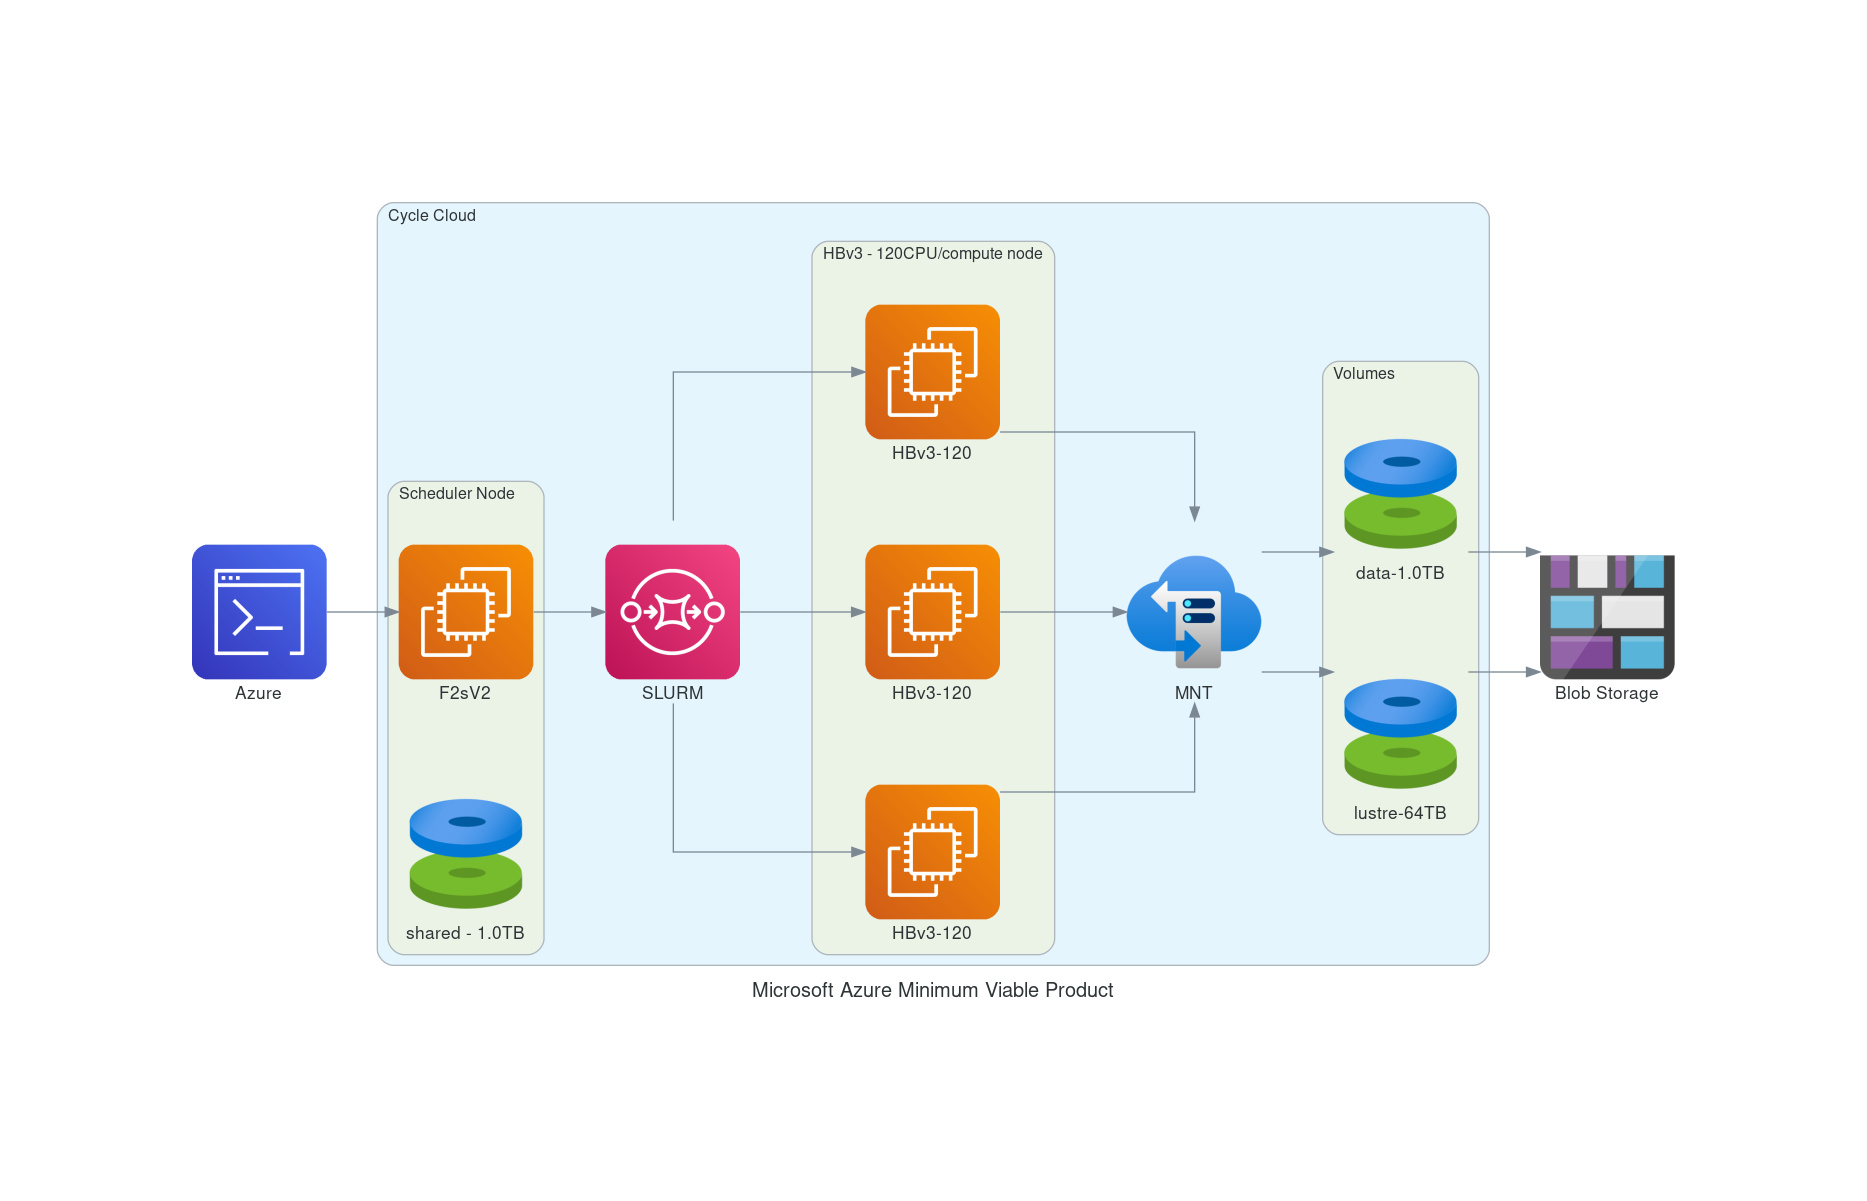 Cycle Cloud
HBv3 - 120CPU/compute node
HBv3-120
Volumes
Scheduler Node
data-1.0TB
Azure
F2sV2
SLURM
HBv3-120
MNT
Blob Storage
lustre-64TB
shared - 1.0TB
HBv3-120
Microsoft Azure Minimum Viable Product